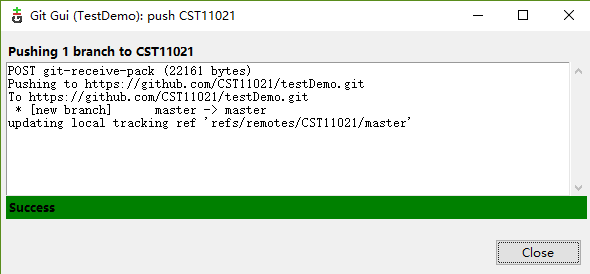 Git Gui (TestDemo): push CST11021
Pushing 1 branch to CST11021
POST git-receive-pack (22161 bytes)
Pushing to https://github.com/CST11021/testDemo.git
To https://github.com/CST11021/testDemo.git
 * [new branch]      master -> master
updating local tracking ref 'refs/remotes/CST11021/master'
Success
Close